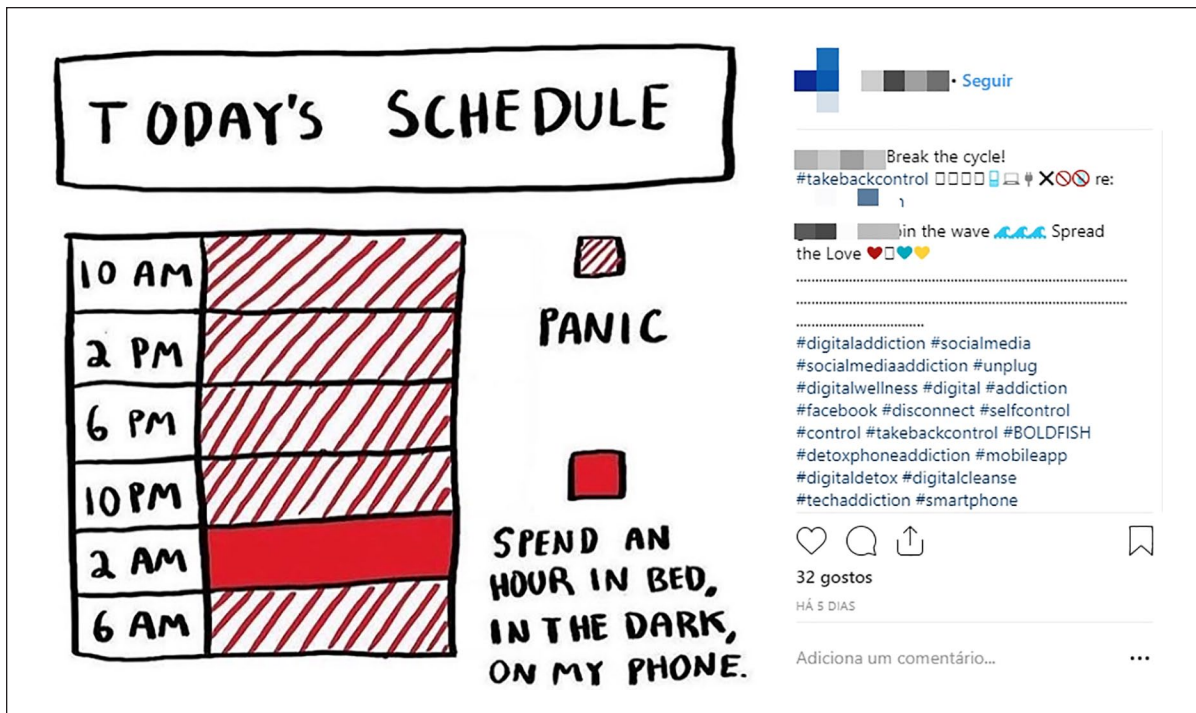 TODAY'S SCHEDULE
10 AM
2 PM
6 PM
10 PM
2 AM
6 AM
PANIC
SPEND AN
HOUR IN BED,
IN THE DARK,
ON MY PHONE.
• Seguir
Break the cycle!
#takebackcontrol re:
the wave 🌊🌊🌊 Spread
the Love
#digitaladdiction #socialmedia
#socialmediaaddiction #unplug
#digitalwellness #digital #addiction
#facebook #disconnect #selfcontrol
#control #takebackcontrol #BOLDFISH
#detoxphoneaddiction #mobileapp
#digitaldetox #digitalcleanse
#techaddiction #smartphone
32 gostos
HÁ 5 DIAS
Adiciona um comentário...